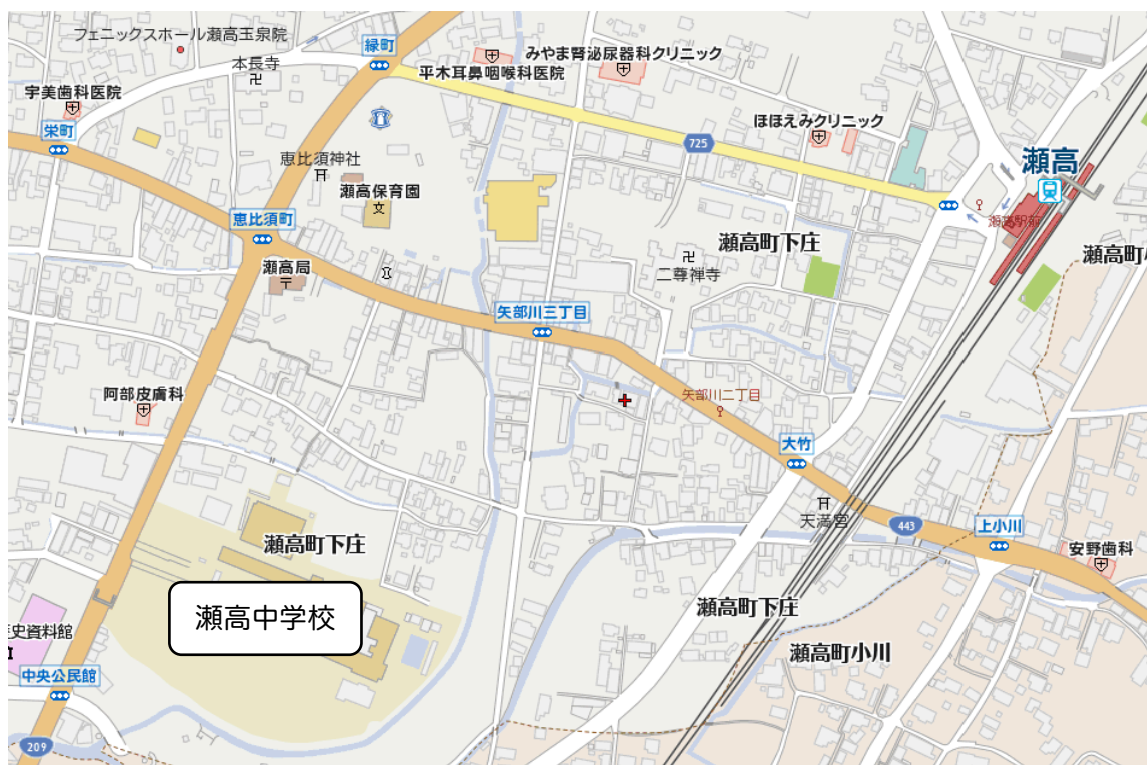 フェニックスホール瀬高玉泉院
緑町
みやま腎泌尿器科クリニック
本長寺
平木耳鼻咽喉科医院
宇美歯科医院
栄町
ほほえみクリニック
725
恵比須神社
瀬高
瀬高保育園
恵比須町
瀬高駅前
瀬高町下庄
瀬高町小
瀬高局
二尊禅寺
矢部川三丁目
阿部皮膚科
矢部川二丁目
大竹
天満宮
443
上小川
瀬高町下庄
安野歯科
瀬高中学校
瀬高町下庄
歴史資料館
瀬高町小川
中央公民館
209